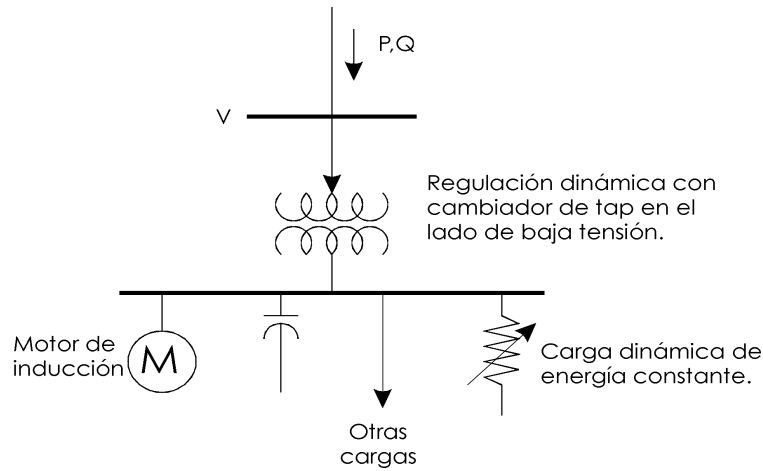 P,Q
V
Regulación dinámica con
cambiador de tap en el
lado de baja tensión.
Motor de
inducción
M
Carga dinámica de
energía constante.
Otras
cargas